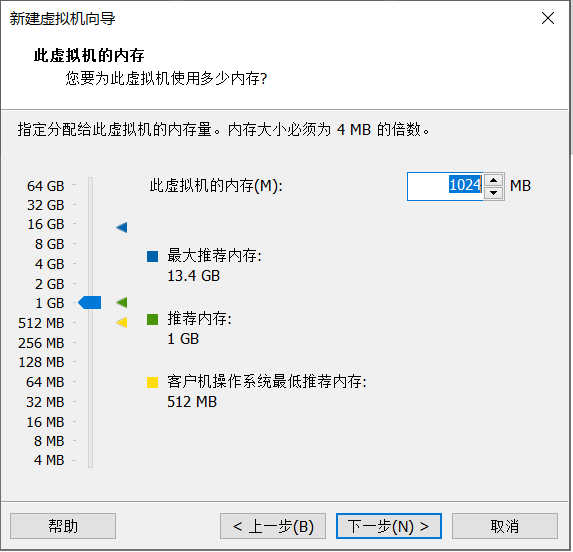 新建虚拟机向导
此虚拟机的内存
您要为此虚拟机使用多少内存?
指定分配给此虚拟机的内存量。内存大小必须为 4 MB 的倍数。
此虚拟机的内存(M):
1024
MB
64 GB
32 GB
16 GB
8 GB
4 GB
2 GB
1 GB
512 MB
256 MB
128 MB
64 MB
32 MB
16 MB
8 MB
4 MB
最大推荐内存:
13.4 GB
推荐内存:
1 GB
客户机操作系统最低推荐内存:
512 MB
帮助
< 上一步(B)
下一步(N) >
取消